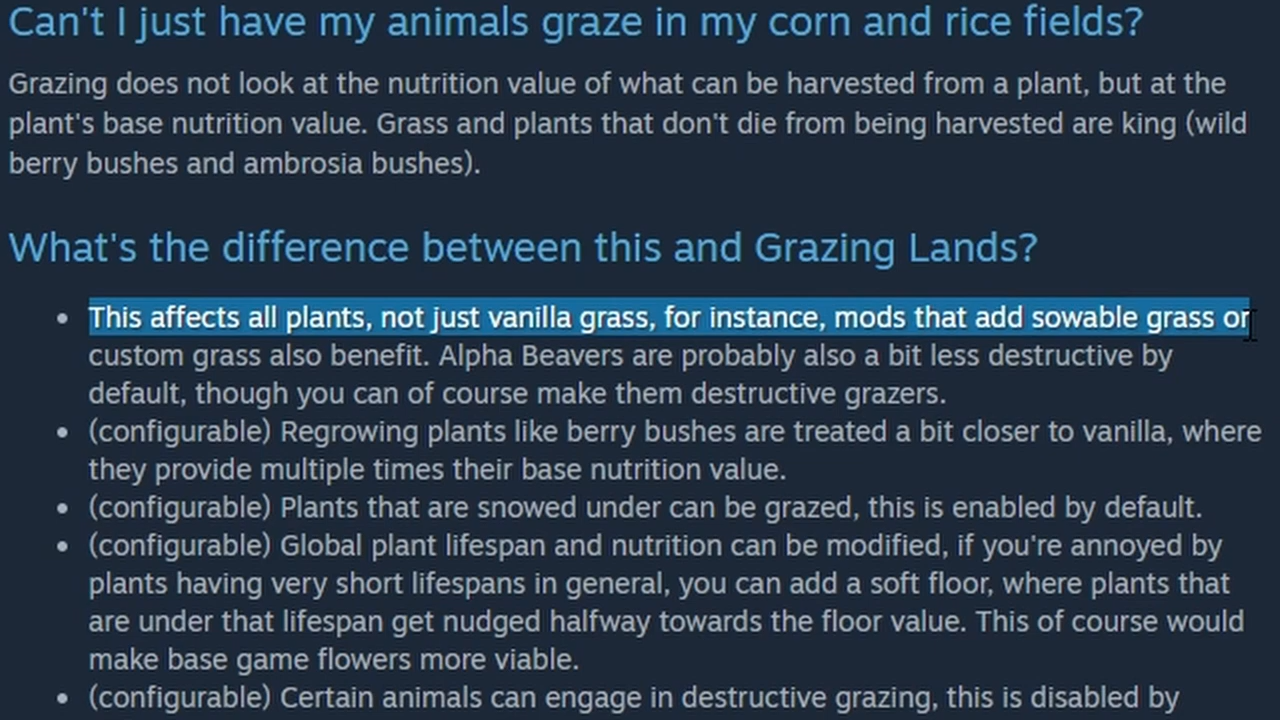 Can't I just have my animals graze in my corn and rice fields?
Grazing does not look at the nutrition value of what can be harvested from a plant, but at the
plant's base nutrition value. Grass and plants that don't die from being harvested are king (wild
berry bushes and ambrosia bushes).
What's the difference between this and Grazing Lands?
• This affects all plants, not just vanilla grass, for instance, mods that add sowable grass or
custom grass also benefit. Alpha Beavers are probably also a bit less destructive by
default, though you can of course make them destructive grazers.
• (configurable) Regrowing plants like berry bushes are treated a bit closer to vanilla, where
they provide multiple times their base nutrition value.
• (configurable) Plants that are snowed under can be grazed, this is enabled by default.
• (configurable) Global plant lifespan and nutrition can be modified, if you're annoyed by
plants having very short lifespans in general, you can add a soft floor, where plants that
are under that lifespan get nudged halfway towards the floor value. This of course would
make base game flowers more viable.
• (configurable) Certain animals can engage in destructive grazing, this is disabled by